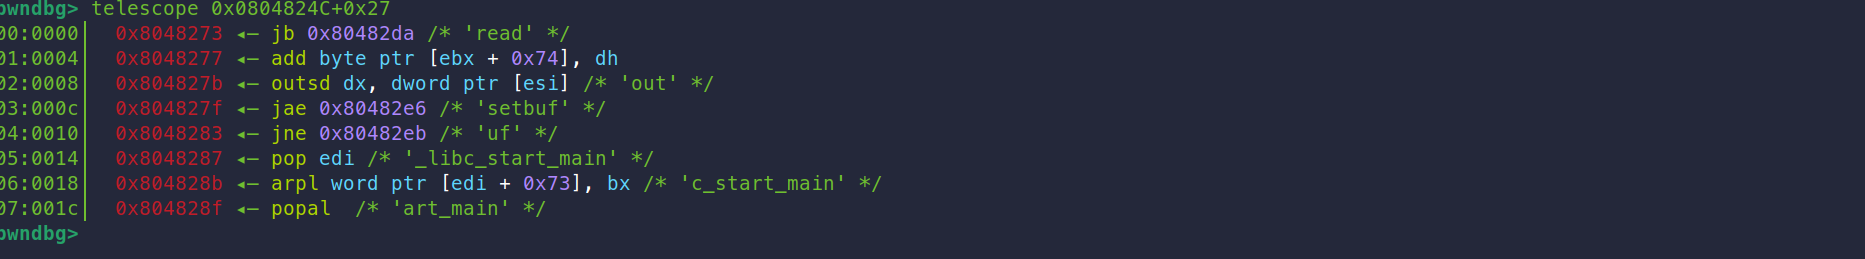 pwndbg> telescope 0x0804824C+0x27
00:0000│  0x8048273 ◂— jb 0x80482da /* 'read' */
01:0004│  0x8048277 ◂— add byte ptr [ebx + 0x74], dh
02:0008│  0x804827b ◂— outsd dx, dword ptr [esi] /* 'out' */
03:000c│  0x804827f ◂— jae 0x80482e6 /* 'setbuf' */
04:0010│  0x8048283 ◂— jne 0x80482eb /* 'uf' */
05:0014│  0x8048287 ◂— pop edi /* '_libc_start_main' */
06:0018│  0x804828b ◂— arpl word ptr [edi + 0x73], bx /* 'c_start_main' */
07:001c│  0x804828f ◂— popal  /* 'art_main' */
pwndbg>